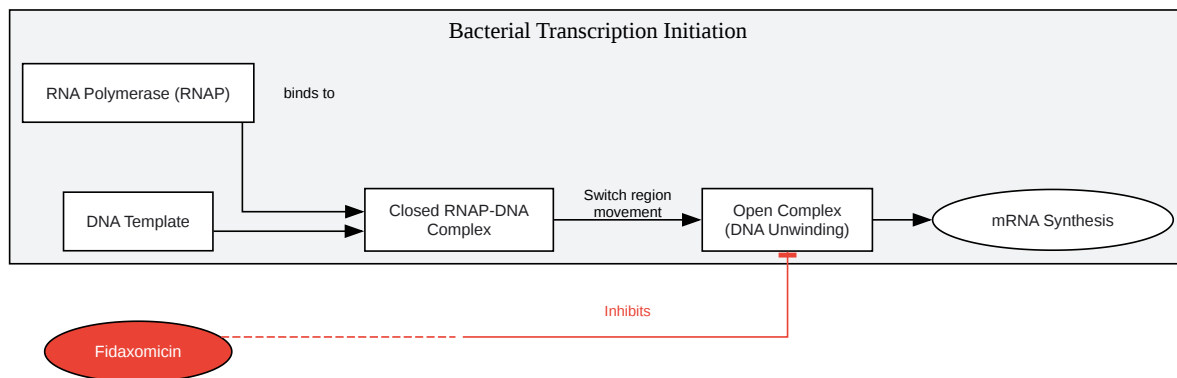 Bacterial Transcription Initiation
RNA Polymerase (RNAP)
binds to
DNA Template
Closed RNAP-DNA
Complex
Switch region
movement
Open Complex
(DNA Unwinding)
mRNA Synthesis
Inhibits
Fidaxomicin